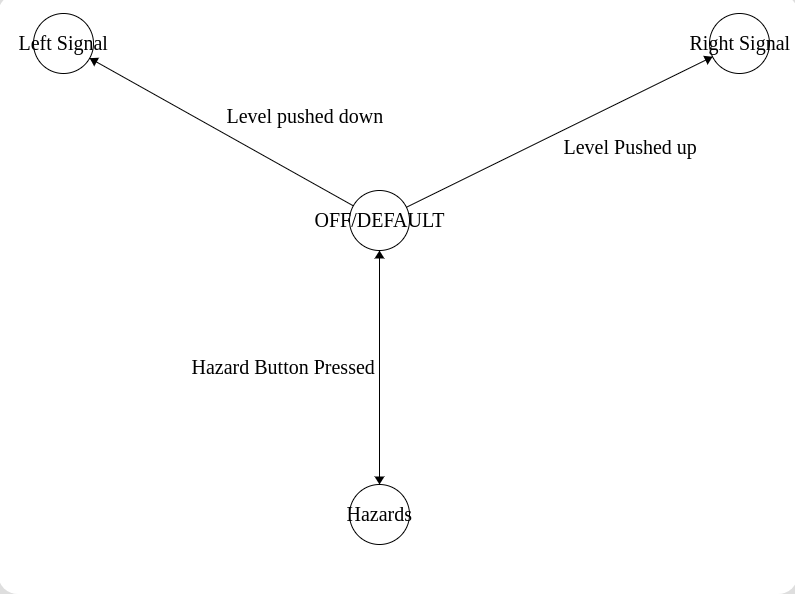 Left Signal
Right Signal
Level pushed down
Level Pushed up
OFF/DEFAULT
Hazard Button Pressed
Hazards